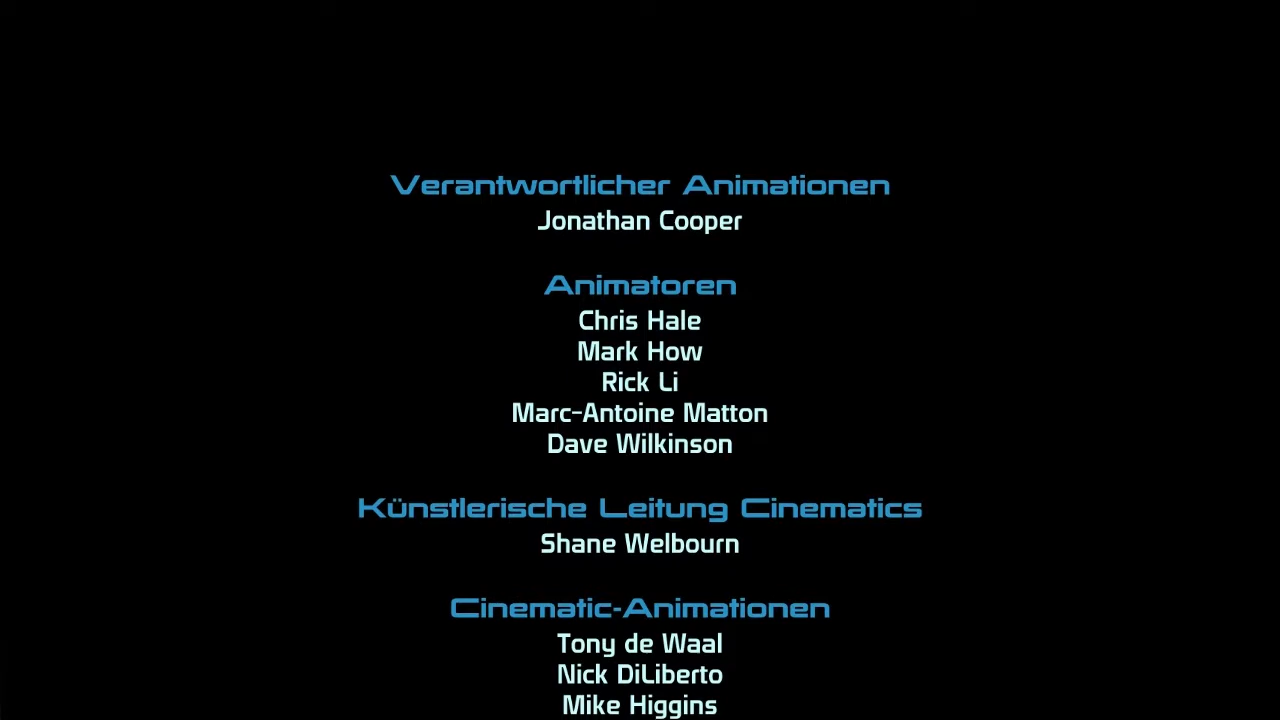 Verantwortlicher Animationen
Jonathan Cooper
Animatoren
Chris Hale
Mark How
Rick Li
Marc-Antoine Matton
Dave Wilkinson
Künstlerische Leitung Cinematics
Shane Welbourn
Cinematic-Animationen
Tony de Waal
Nick DiLiberto
Mike Higgins